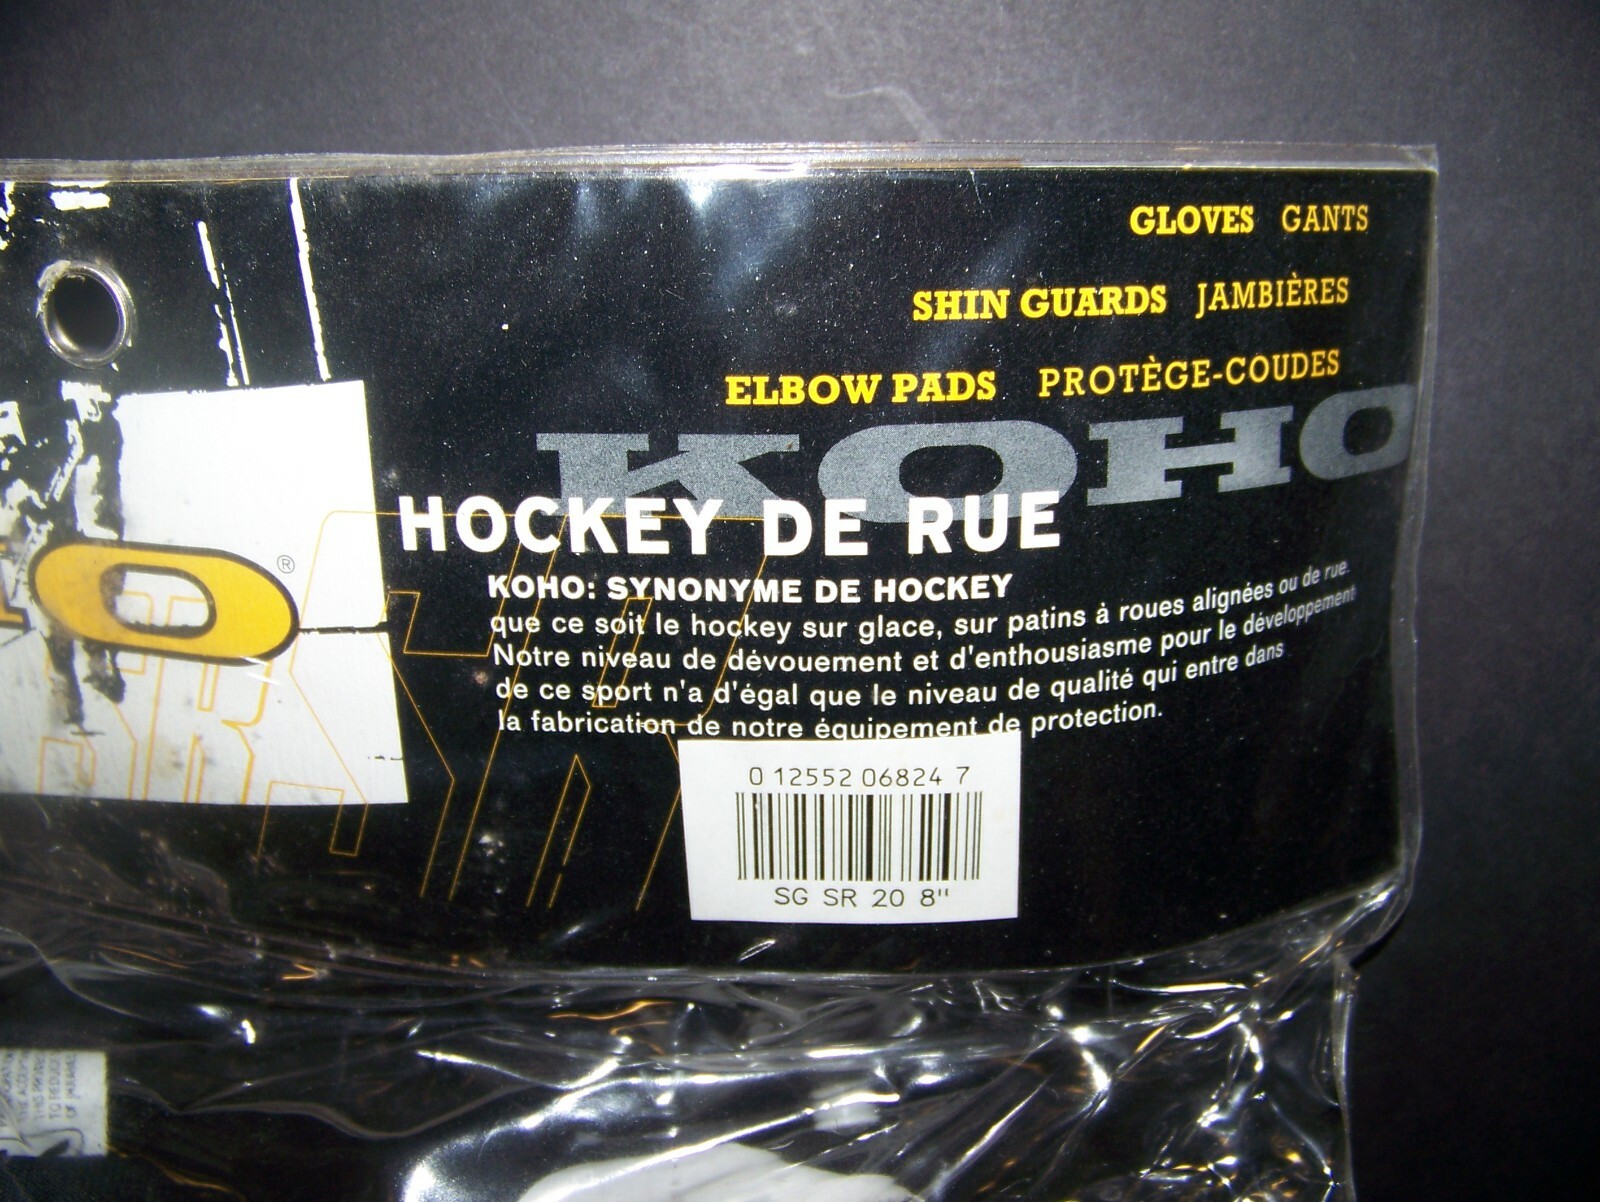 GLOVES GANTS
SHIN GUARDS JAMBIÈRES
ELBOW PADS PROTÈGE-COUDES
KOHO
HOCKEY DE RUE
O ®
KOHO: SYNONYME DE HOCKEY
que ce soit le hockey sur glace, sur patins à roues alignées ou de rue.
Notre niveau de dévouement et d'enthousiasme pour le développement
de ce sport n'a d'égal que le niveau de qualité qui entre dans
la fabrication de notre équipement de protection.
0 12552 06824 7
SG SR 20 8"